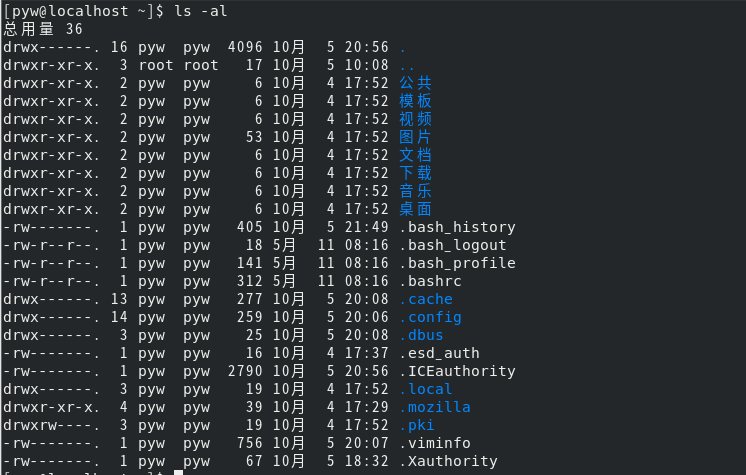 [pyw@localhost ~]$ ls -al
总用量 36
drwx------. 16 pyw  pyw  4096 10月  5 20:56 .
drwxr-xr-x.  3 root root   17 10月  5 10:08 ..
drwxr-xr-x.  2 pyw  pyw     6 10月  4 17:52 公共
drwxr-xr-x.  2 pyw  pyw     6 10月  4 17:52 模板
drwxr-xr-x.  2 pyw  pyw     6 10月  4 17:52 视频
drwxr-xr-x.  2 pyw  pyw    53 10月  4 17:52 图片
drwxr-xr-x.  2 pyw  pyw     6 10月  4 17:52 文档
drwxr-xr-x.  2 pyw  pyw     6 10月  4 17:52 下载
drwxr-xr-x.  2 pyw  pyw     6 10月  4 17:52 音乐
drwxr-xr-x.  2 pyw  pyw     6 10月  4 17:52 桌面
-rw-------.  1 pyw  pyw   405 10月  5 21:49 .bash_history
-rw-r--r--.  1 pyw  pyw    18 5月  11 08:16 .bash_logout
-rw-r--r--.  1 pyw  pyw   141 5月  11 08:16 .bash_profile
-rw-r--r--.  1 pyw  pyw   312 5月  11 08:16 .bashrc
drwx------. 13 pyw  pyw   277 10月  5 20:08 .cache
drwx------. 14 pyw  pyw   259 10月  5 20:06 .config
drwx------.  3 pyw  pyw    25 10月  5 20:08 .dbus
-rw-------.  1 pyw  pyw    16 10月  4 17:37 .esd_auth
-rw-------.  1 pyw  pyw  2790 10月  5 20:56 .ICEauthority
drwx------.  3 pyw  pyw    19 10月  4 17:52 .local
drwxr-xr-x.  4 pyw  pyw    39 10月  4 17:29 .mozilla
drwxrw----.  3 pyw  pyw    19 10月  4 17:52 .pki
-rw-------.  1 pyw  pyw   756 10月  5 20:07 .viminfo
-rw-------.  1 pyw  pyw    67 10月  5 18:32 .Xauthority